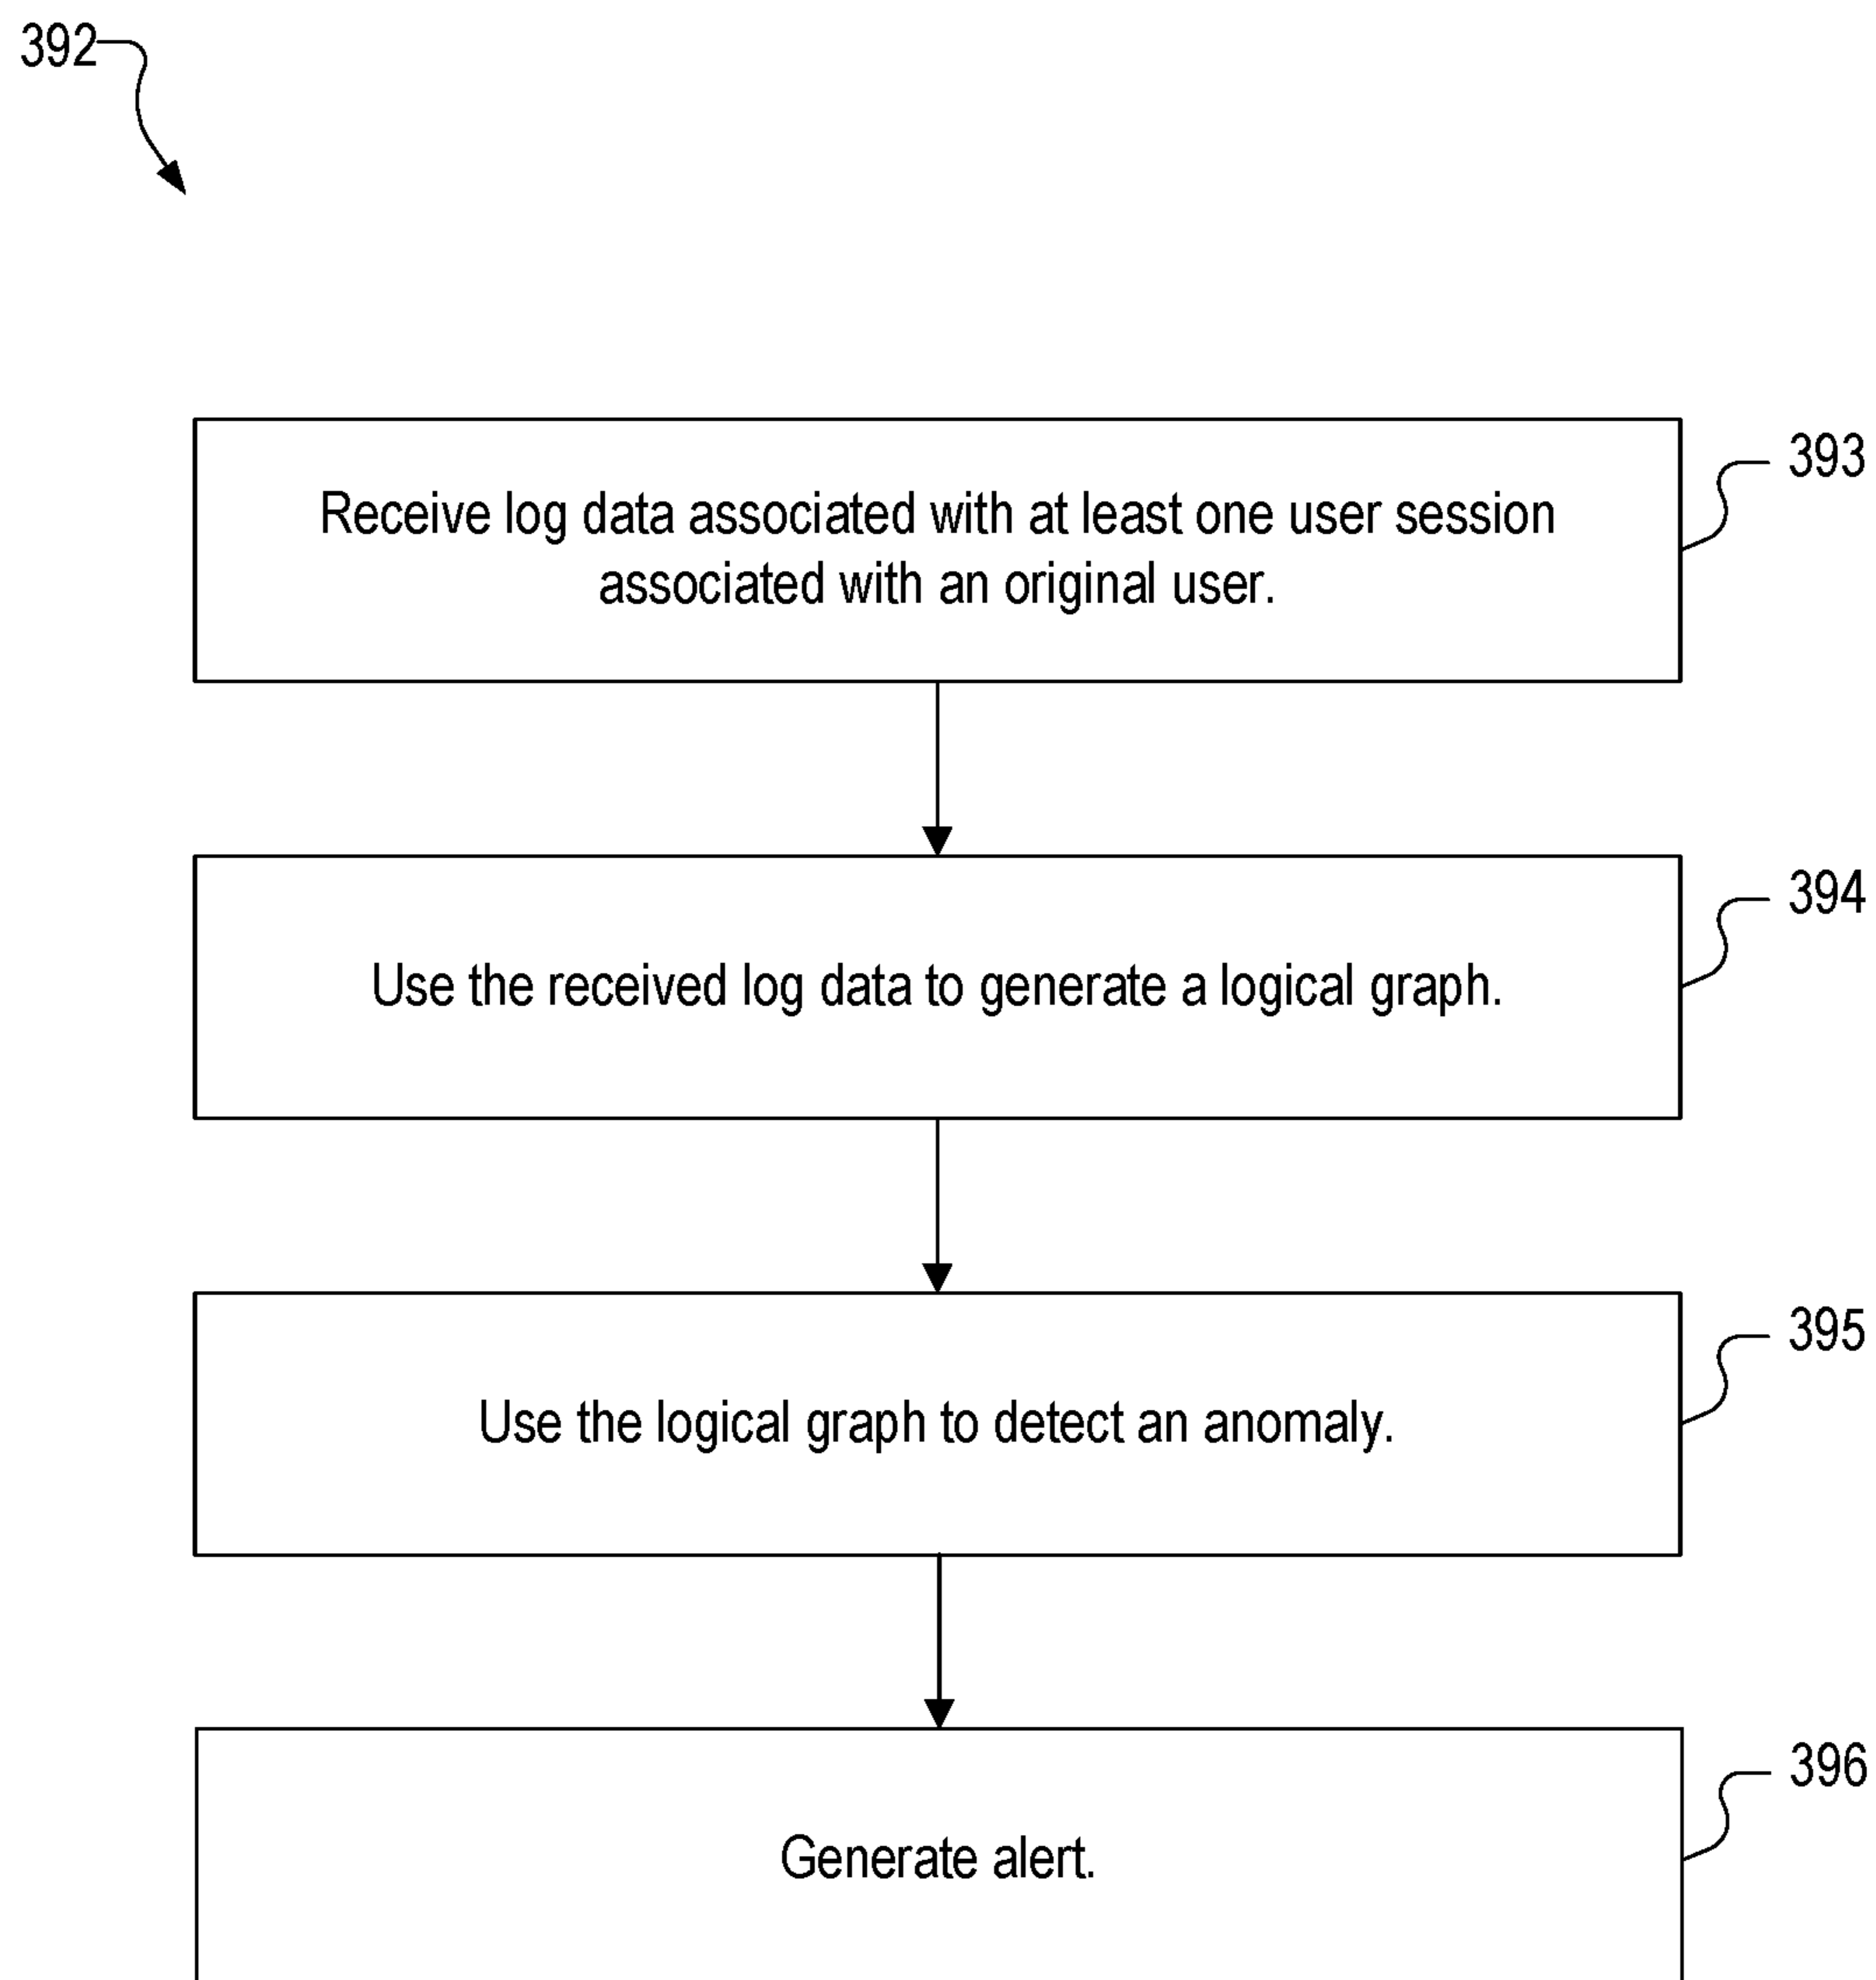 392
393
Receive log data associated with at least one user session
associated with an original user.
394
Use the received log data to generate a logical graph.
395
Use the logical graph to detect an anomaly.
396
Generate alert.